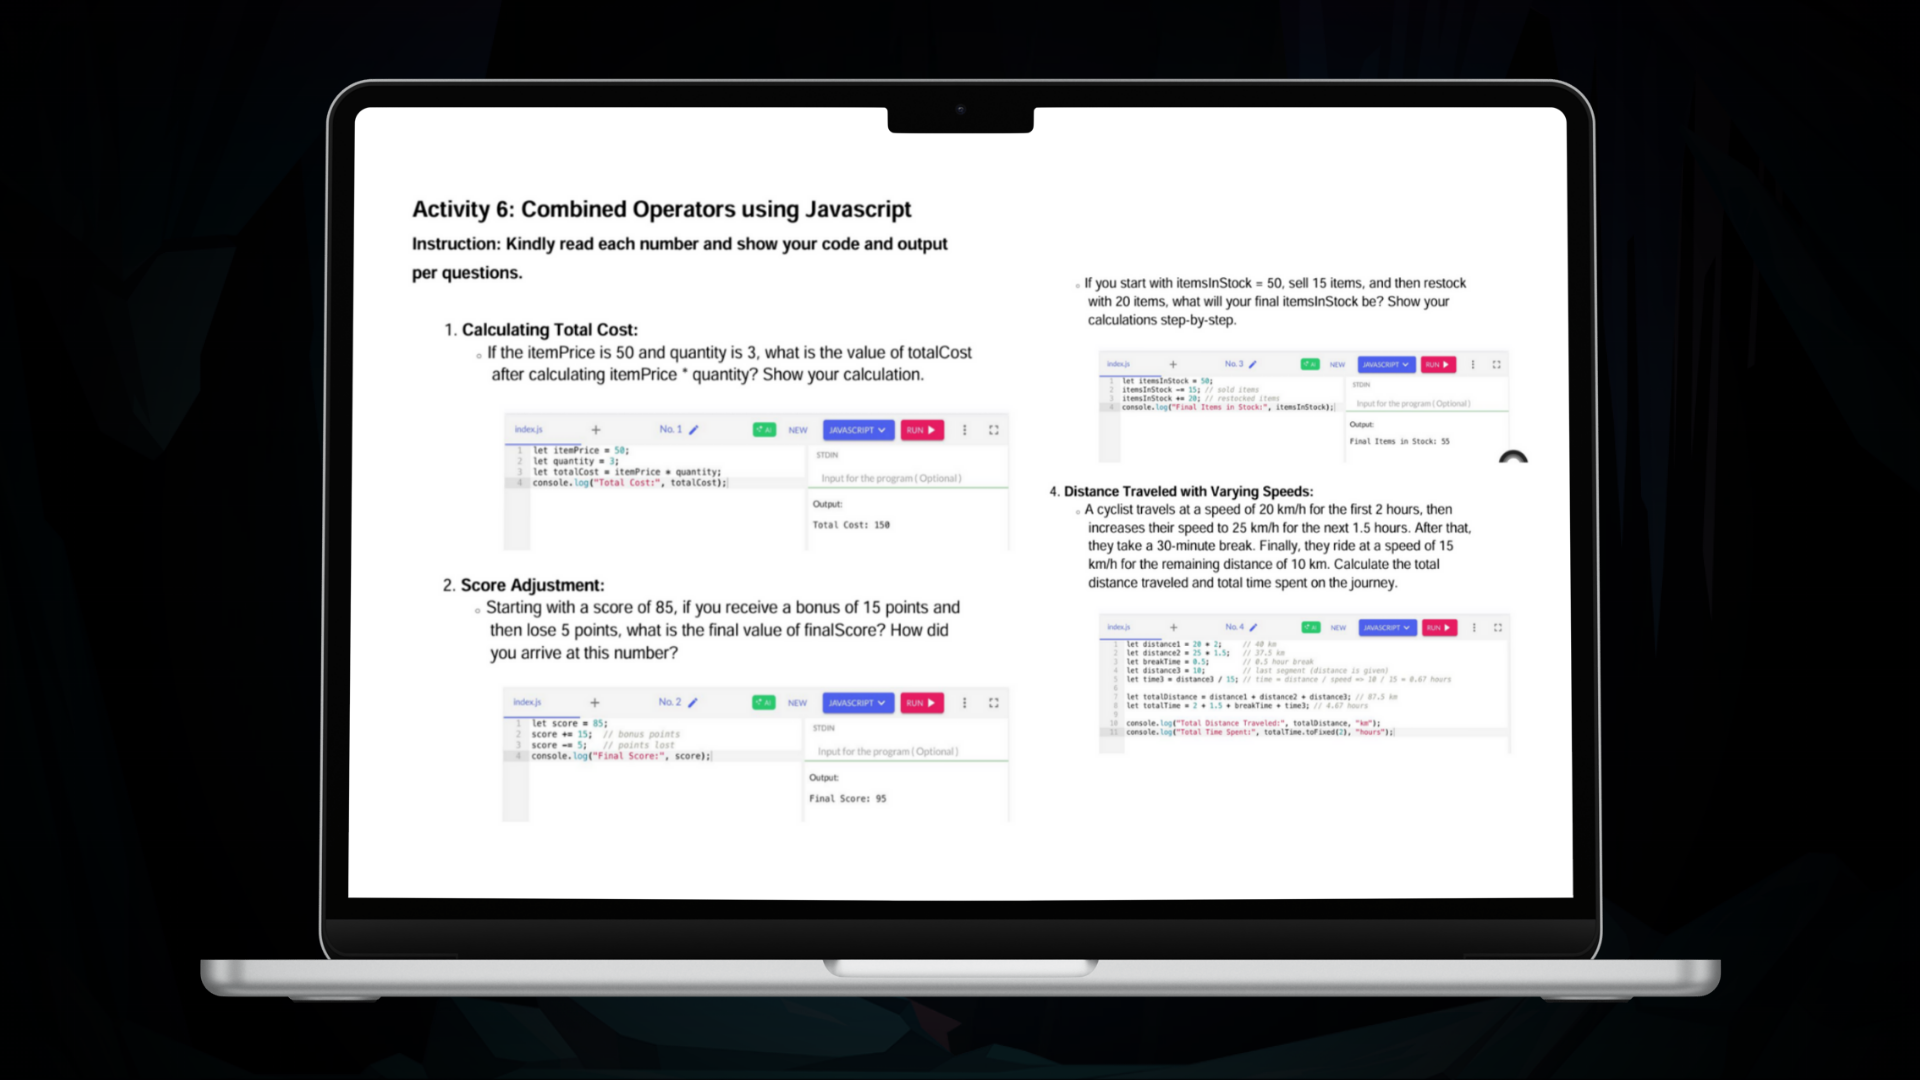 Activity 6: Combined Operators using Javascript
Instruction: Kindly read each number and show your code and output
per questions.
1. Calculating Total Cost:
If the itemPrice is 50 and quantity is 3, what is the value of totalCost
after calculating itemPrice * quantity? Show your calculation.
index.js + No. 1 AI NEW JAVASCRIPT RUN
1 let itemPrice = 50;
2 let quantity = 3;
3 let totalCost = itemPrice * quantity;
4 console.log("Total Cost:", totalCost);
STDIN
Input for the program ( Optional )
Output:
Total Cost: 150
2. Score Adjustment:
Starting with a score of 85, if you receive a bonus of 15 points and
then lose 5 points, what is the final value of finalScore? How did
you arrive at this number?
index.js + No. 2 AI NEW JAVASCRIPT RUN
1 let score = 85;
2 score += 15; // bonus points
3 score -= 5; // points lost
4 console.log("Final Score:", score);
STDIN
Input for the program ( Optional )
Output:
Final Score: 95
If you start with itemsInStock = 50, sell 15 items, and then restock
with 20 items, what will your final itemsInStock be? Show your
calculations step-by-step.
index.js + No. 3 AI NEW JAVASCRIPT RUN
1 let itemsInStock = 50;
2 itemsInStock -= 15; // sold items
3 itemsInStock += 20; // restocked items
4 console.log("Final Items in Stock:", itemsInStock);
STDIN
Input for the program ( Optional )
Output:
Final Items in Stock: 55
4. Distance Traveled with Varying Speeds:
A cyclist travels at a speed of 20 km/h for the first 2 hours, then
increases their speed to 25 km/h for the next 1.5 hours. After that,
they take a 30-minute break. Finally, they ride at a speed of 15
km/h for the remaining distance of 10 km. Calculate the total
distance traveled and total time spent on the journey.
index.js + No. 4 AI NEW JAVASCRIPT RUN
1 let distance1 = 20 * 2; // 40 km
2 let distance2 = 25 * 1.5; // 37.5 km
3 let breakTime = 0.5; // 0.5 hour break
4 let distance3 = 10; // last segment (distance is given)
5 let time3 = distance3 / 15; // time = distance / speed => 10 / 15 = 0.67 hours
6
7 let totalDistance = distance1 + distance2 + distance3; // 87.5 km
8 let totalTime = 2 + 1.5 + breakTime + time3; // 4.67 hours
9
10 console.log("Total Distance Traveled:", totalDistance, "km");
11 console.log("Total Time Spent:", totalTime.toFixed(2), "hours");